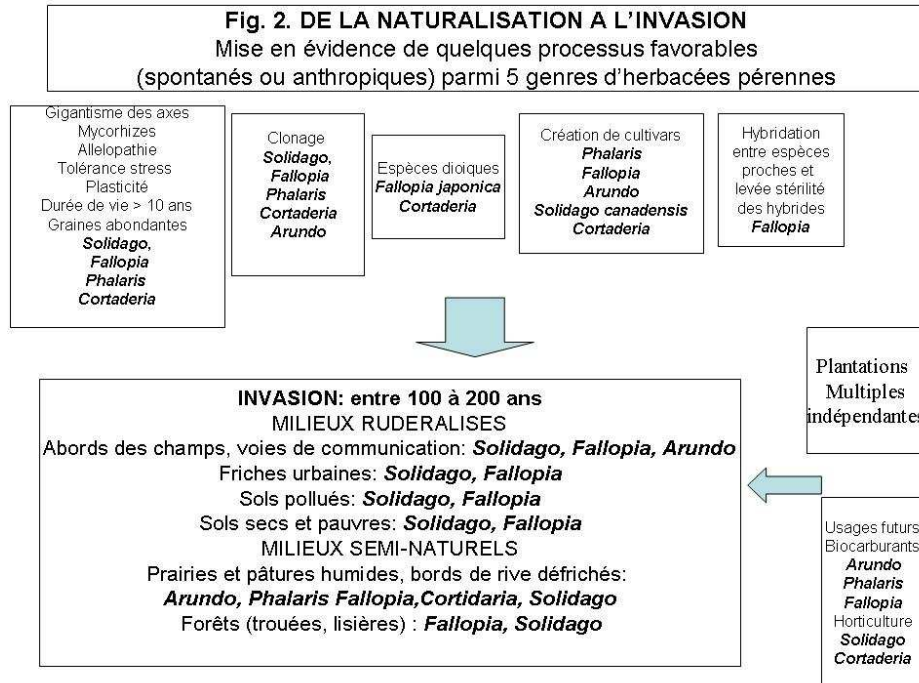 Fig. 2. DE LA NATURALISATION A L'INVASION
Mise en évidence de quelques processus favorables
(spontanés ou anthropiques) parmi 5 genres d'herbacées pérennes
Gigantisme des axes
Mycorhizes
Allelopathie
Tolérance stress
Plasticité
Durée de vie > 10 ans
Graines abondantes
Solidago,
Fallopia
Phalaris
Cortaderia
Clonage
Solidago,
Fallopia
Phalaris
Cortaderia
Arundo
Espèces dioiques
Fallopia japonica
Cortaderia
Création de cultivars
Phalaris
Fallopia
Arundo
Solidago canadensis
Cortaderia
Hybridation
entre espèces
proches et
levée stérilité
des hybrides
Fallopia
Plantations
Multiples
indépendantes
INVASION: entre 100 à 200 ans
MILIEUX RUDERALISES
Abords des champs, voies de communication: Solidago, Fallopia, Arundo
Friches urbaines: Solidago, Fallopia
Sols pollués: Solidago, Fallopia
Sols secs et pauvres: Solidago, Fallopia
MILIEUX SEMI-NATURELS
Prairies et pâtures humides, bords de rive défrichés:
Arundo, Phalaris Fallopia,Cortidaria, Solidago
Forêts (trouées, lisières) : Fallopia, Solidago
Usages futurs
Biocarburants
Arundo
Phalaris
Fallopia
Horticulture
Solidago
Cortaderia